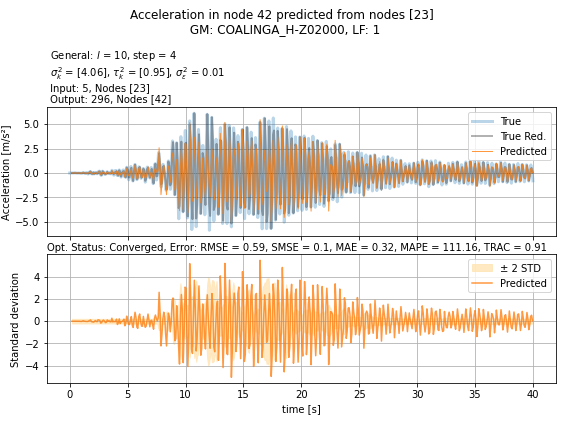 Acceleration in node 42 predicted from nodes [23]
GM: COALINGA_H-Z02000, LF: 1
General: l = 10, step = 4
σ²ₖ = [4.06], τ²ₖ = [0.95], σ²ε = 0.01
Input: 5, Nodes [23]
Output: 296, Nodes [42]
Acceleration [m/s²]
5.0
2.5
0.0
−2.5
−5.0
True
True Red.
Predicted
Opt. Status: Converged, Error: RMSE = 0.59, SMSE = 0.1, MAE = 0.32, MAPE = 111.16, TRAC = 0.91
Standard deviation
4
2
0
−2
−4
± 2 STD
Predicted
0 5 10 15 20 25 30 35 40
time [s]